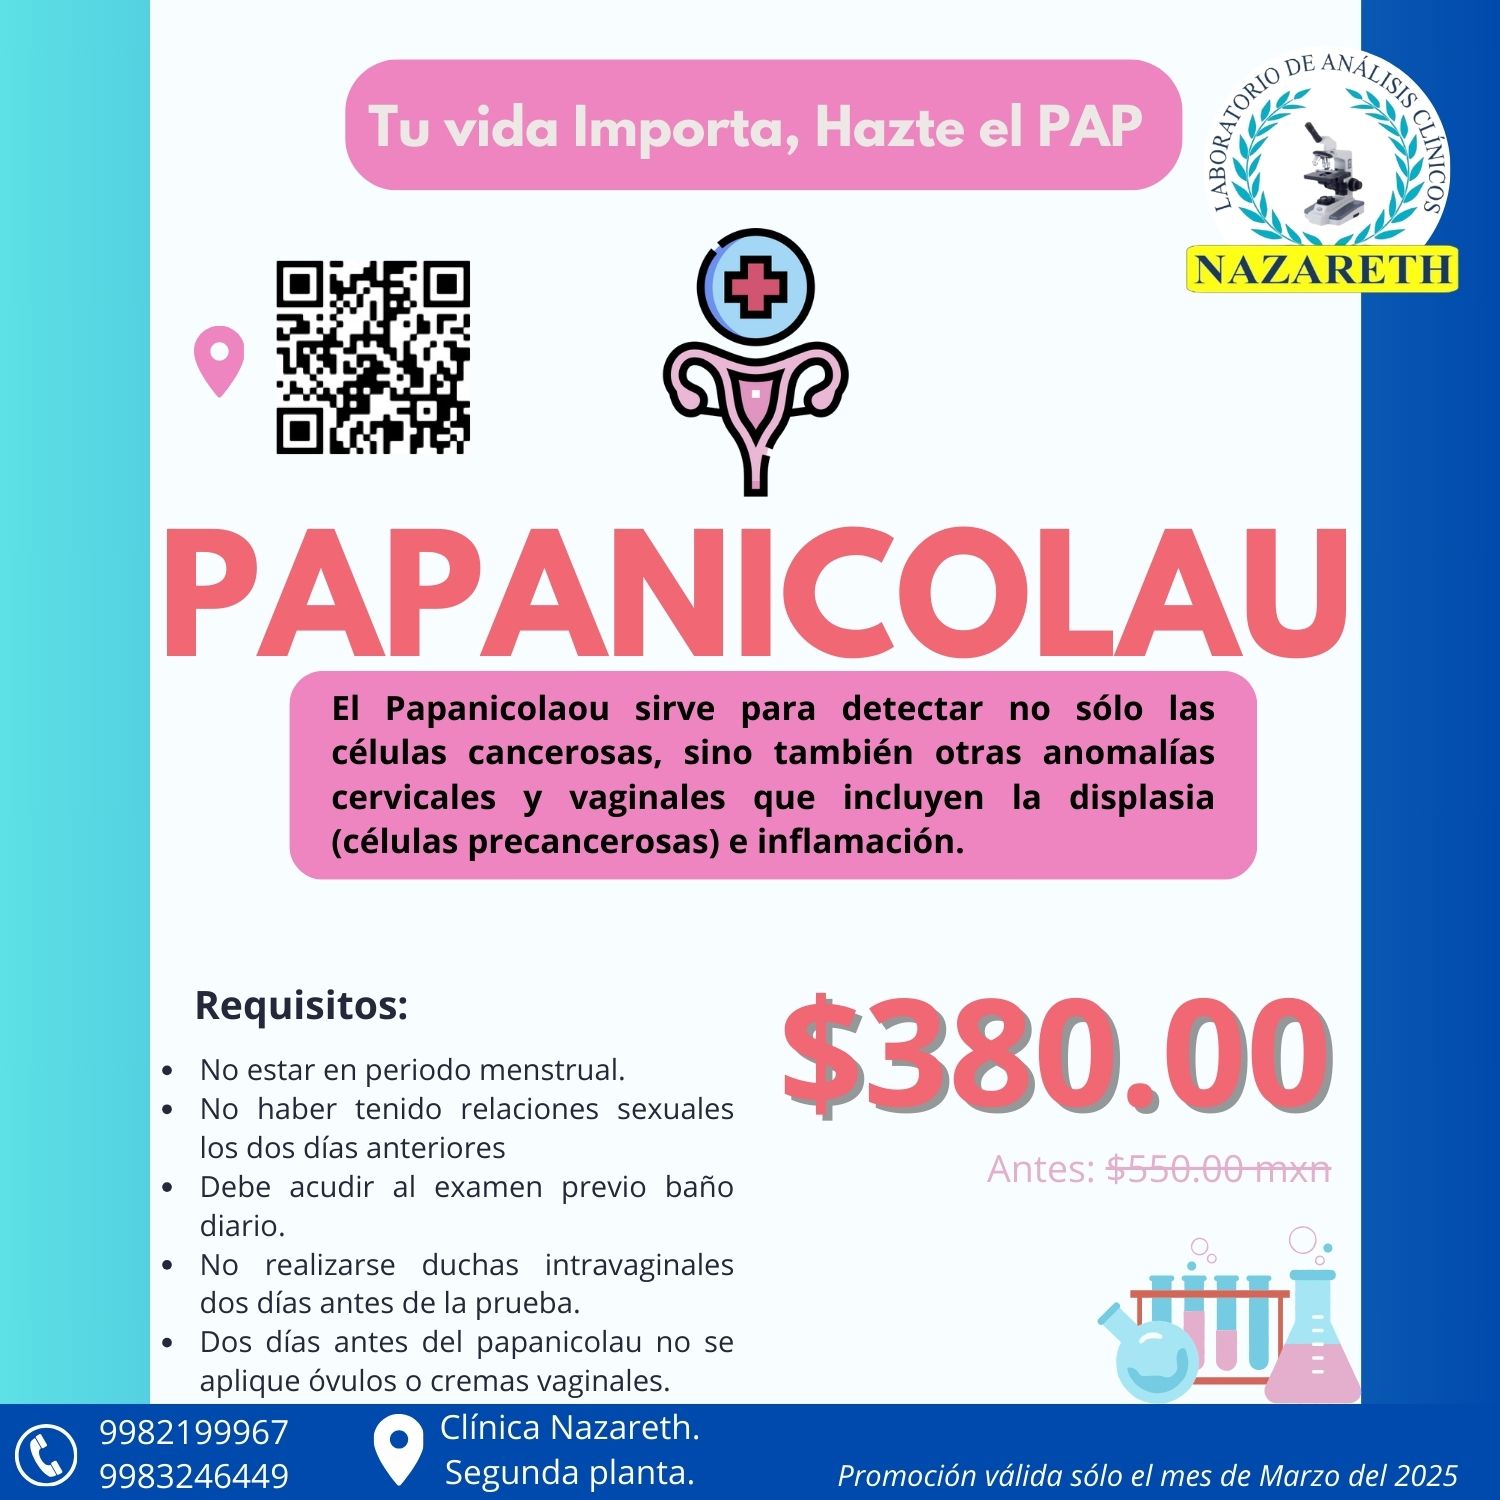 Tu vida Importa, Hazte el PAP
LABORATORIO DE ANÁLISIS CLÍNICOS
NAZARETH
PAPANICOLAU
El Papanicolaou sirve para detectar no sólo las
células cancerosas, sino también otras anomalías
cervicales y vaginales que incluyen la displasia
(células precancerosas) e inflamación.
Requisitos:
• No estar en periodo menstrual.
• No haber tenido relaciones sexuales
los dos días anteriores
• Debe acudir al examen previo baño
diario.
• No realizarse duchas intravaginales
dos días antes de la prueba.
• Dos días antes del papanicolau no se
aplique óvulos o cremas vaginales.
$380.00
Antes: $550.00 mxn
9982199967
9983246449
Clínica Nazareth.
Segunda planta.
Promoción válida sólo el mes de Marzo del 2025